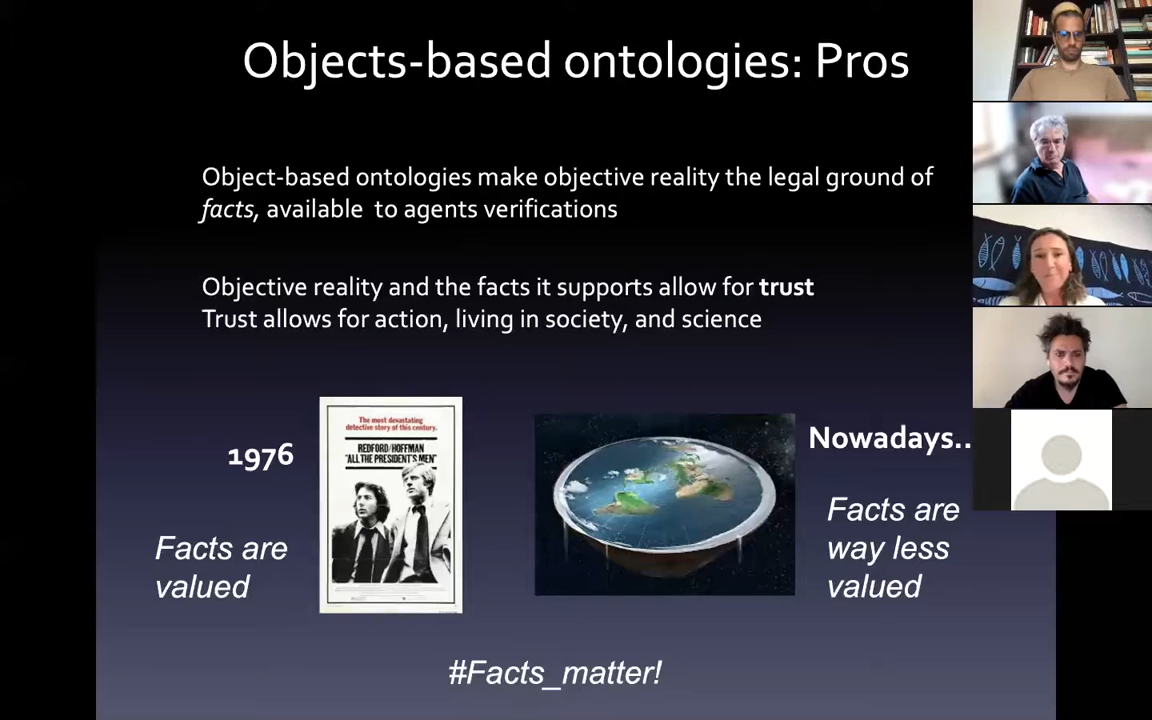 Objects-based ontologies: Pros
Object-based ontologies make objective reality the legal ground of
facts, available to agents verifications
Objective reality and the facts it supports allow for trust
Trust allows for action, living in society, and science
1976
Facts are
valued
The most devastating
detective story of this century.
REDFORD/HOFFMAN
"ALL THE PRESIDENT'S MEN"
Nowadays..
Facts are
way less
valued
#Facts_matter!